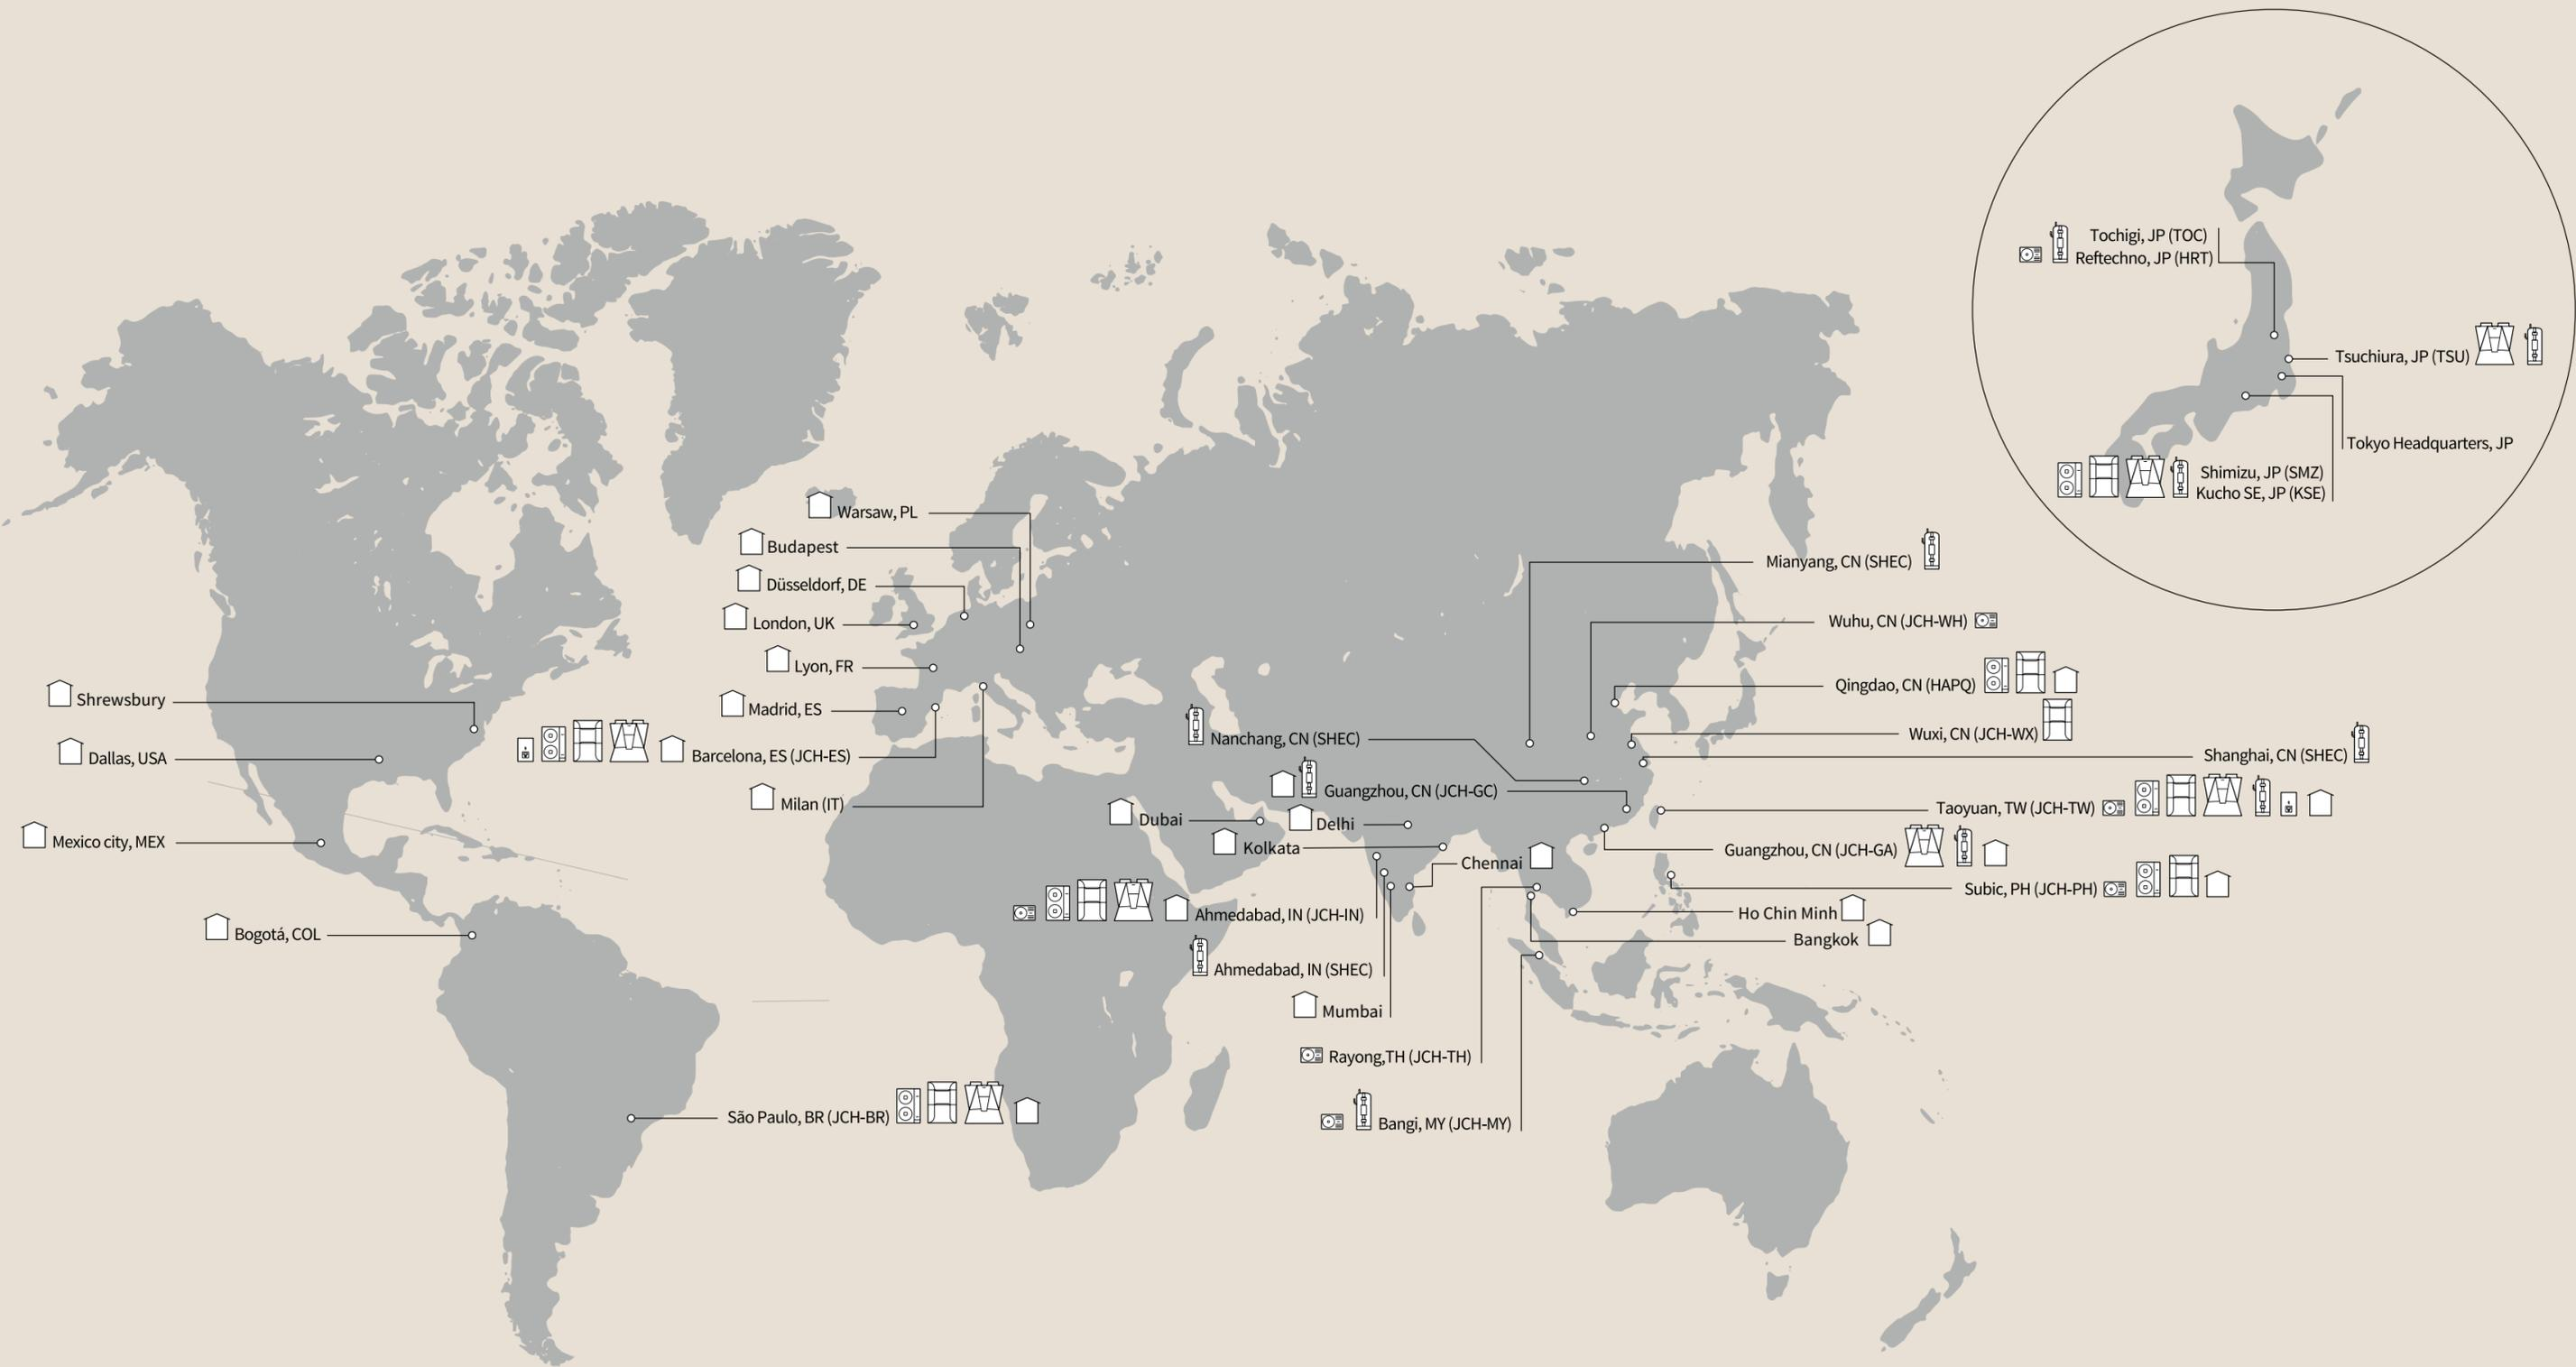 Tochigi, JP (TOC)
Reftechno, JP (HRT)
Tsuchiura, JP (TSU)
Tokyo Headquarters, JP
Shimizu, JP (SMZ)
Kucho SE, JP (KSE)
Warsaw, PL
Budapest
Düsseldorf, DE
London, UK
Lyon, FR
Madrid, ES
Barcelona, ES (JCH-ES)
Milan (IT)
Shrewsbury
Dallas, USA
Mexico city, MEX
Bogotá, COL
São Paulo, BR (JCH-BR)
Mianyang, CN (SHEC)
Wuhu, CN (JCH-WH)
Qingdao, CN (HAPQ)
Wuxi, CN (JCH-WX)
Nanchang, CN (SHEC)
Shanghai, CN (SHEC)
Guangzhou, CN (JCH-GC)
Taoyuan, TW (JCH-TW)
Dubai
Delhi
Kolkata
Guangzhou, CN (JCH-GA)
Chennai
Subic, PH (JCH-PH)
Ahmedabad, IN (JCH-IN)
Ho Chin Minh
Bangkok
Ahmedabad, IN (SHEC)
Mumbai
Rayong,TH (JCH-TH)
Bangi, MY (JCH-MY)